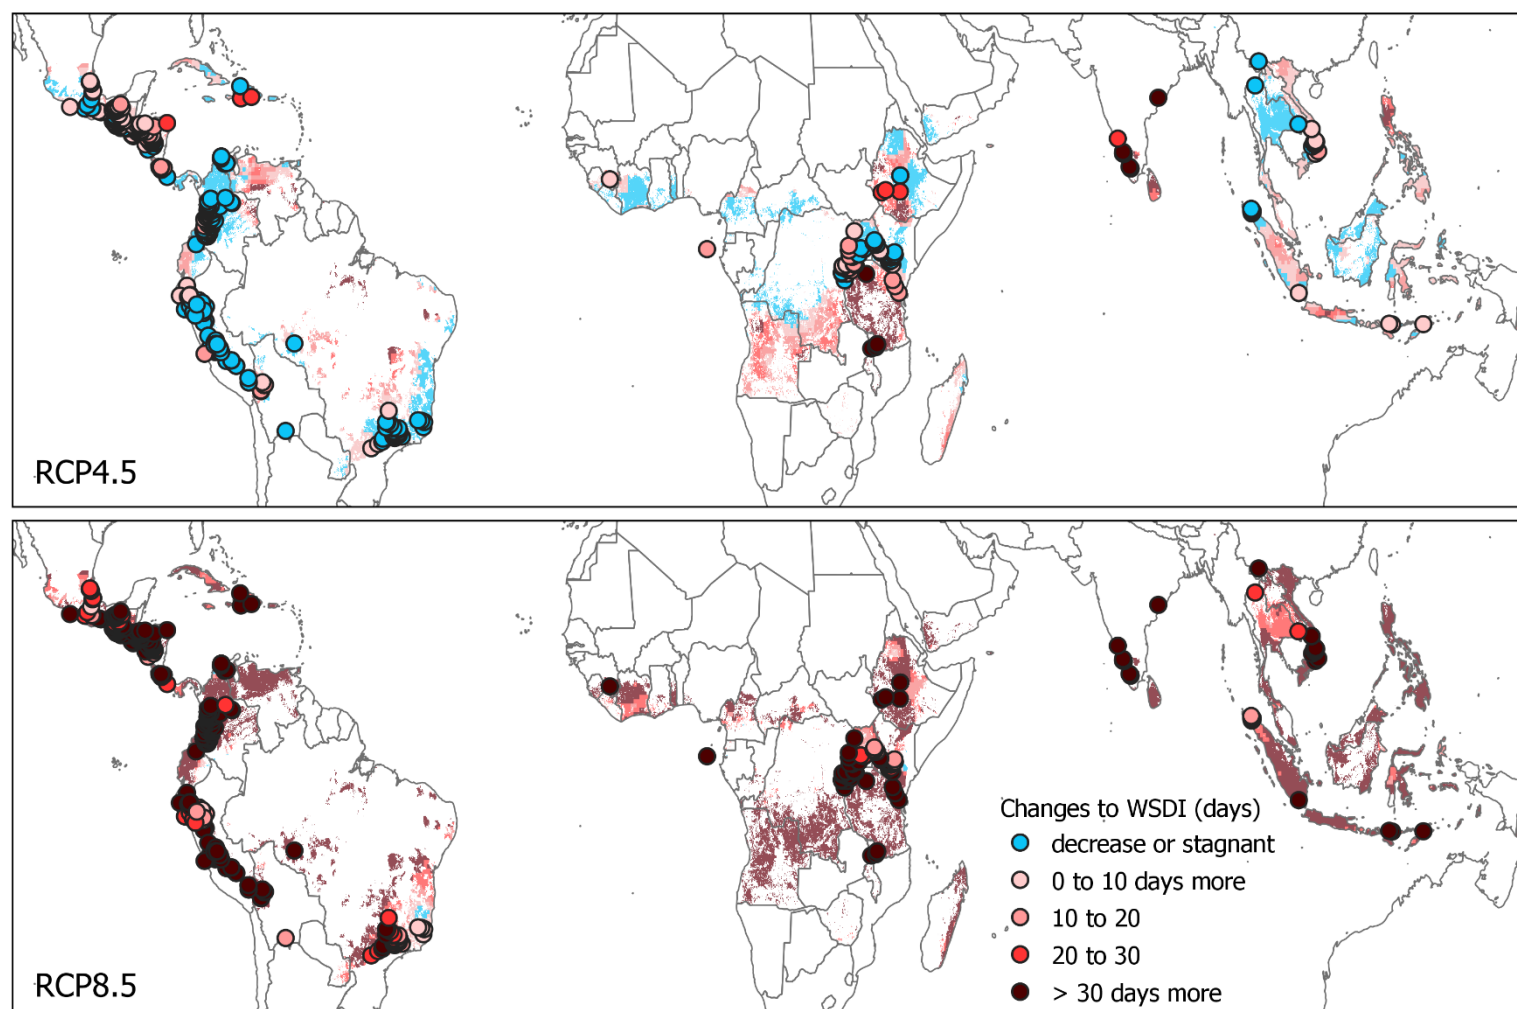 RCP4.5
Changes to WSDI (days)
decrease or stagnant
0 to 10 days more
10 to 20
20 to 30
> 30 days more
RCP8.5